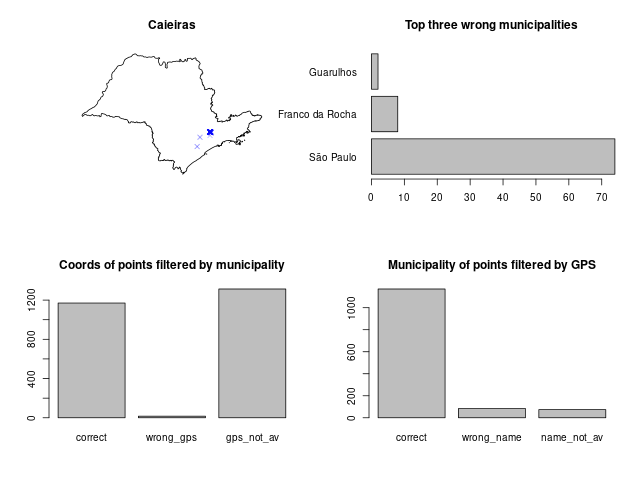 Caieiras
Top three wrong municipalities
Guarulhos
Franco da Rocha
São Paulo
0 10 20 30 40 50 60 70
Coords of points filtered by municipality
1200
800
400
0
correct wrong_gps gps_not_av
Municipality of points filtered by GPS
1000
600
200
0
correct wrong_name name_not_av